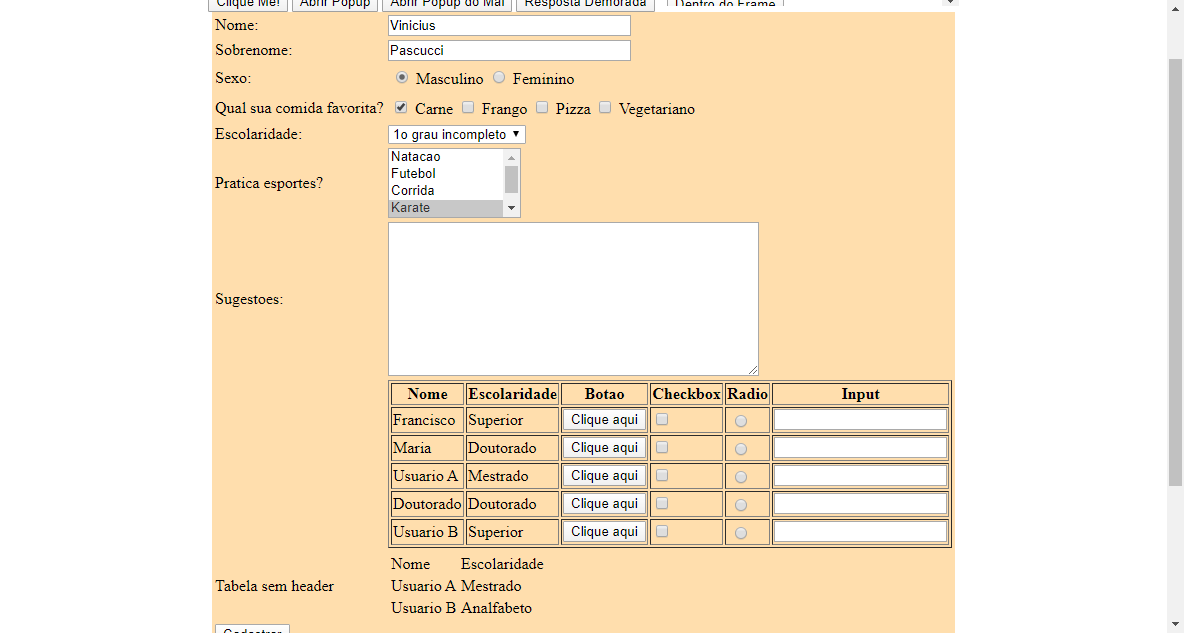 Clique Me! Abrir Popup Abrir Popup do Mal Resposta Demorada Dentro do Frame
Nome: Vinicius
Sobrenome: Pascucci
Sexo: Masculino Feminino
Qual sua comida favorita? Carne Frango Pizza Vegetariano
Escolaridade: 1o grau incompleto
Natacao
Futebol
Pratica esportes?
Corrida
Karate
Sugestoes:
Nome Escolaridade Botao Checkbox Radio Input
Francisco Superior Clique aqui
Maria Doutorado Clique aqui
Usuario A Mestrado Clique aqui
Doutorado Doutorado Clique aqui
Usuario B Superior Clique aqui
Nome Escolaridade
Tabela sem header Usuario A Mestrado
Usuario B Analfabeto
Cadastrar